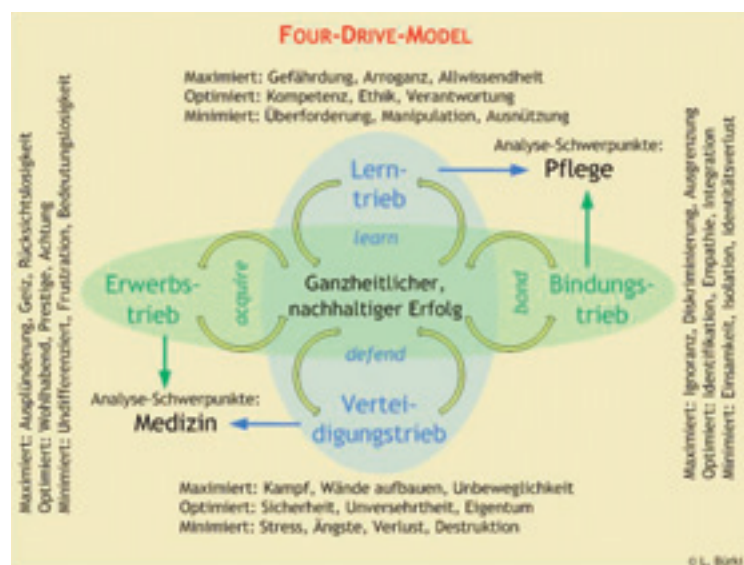 FOUR-DRIVE-MODEL
Maximiert: Gefährdung, Arroganz, Allwissendheit
Optimiert: Kompetenz, Ethik, Verantwortung
Minimiert: Überforderung, Manipulation, Ausnützung
Maximiert: Ausplünderung, Geiz, Rücksichtslosigkeit
Optimiert: Wohlhabend, Prestige, Achtung
Minimiert: Undifferenziert, Frustration, Bedeutungslosigkeit
Analyse-Schwerpunkte:
Pflege
Lern-
trieb
learn
Erwerbs-
trieb
acquire
Ganzheitlicher,
nachhaltiger Erfolg
bond
Bindungs-
trieb
defend
Vertei-
digungstrieb
Analyse-Schwerpunkte:
Medizin
Maximiert: Ignoranz, Diskriminierung, Ausgrenzung
Optimiert: Identifikation, Empathie, Integration
Minimiert: Einsamkeit, Isolation, Identitätsverlust
Maximiert: Kampf, Wände aufbauen, Unbeweglichkeit
Optimiert: Sicherheit, Unversehrtheit, Eigentum
Minimiert: Stress, Ängste, Verlust, Destruktion
© L. Bürki